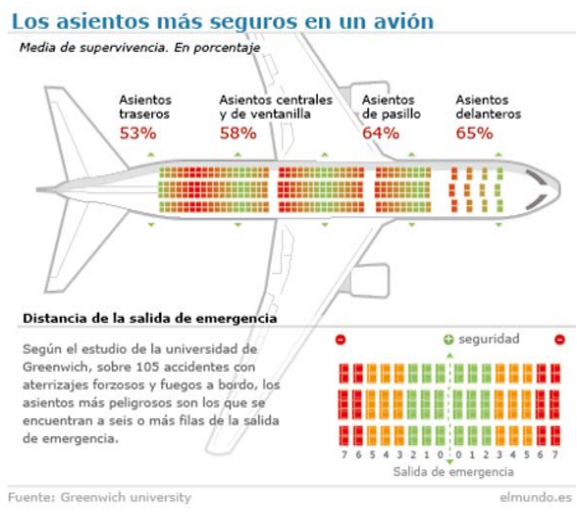 Los asientos más seguros en un avión
Media de supervivencia. En porcentaje
Asientos traseros
53%
Asientos centrales y de ventanilla
58%
Asientos de pasillo
64%
Asientos delanteros
65%
Distancia de la salida de emergencia
Según el estudio de la universidad de
Greenwich, sobre 105 accidentes con
aterrizajes forzosos y fuegos a bordo, los
asientos más peligrosos son los que se
encuentran a seis o más filas de la salida
de emergencia.
seguridad
7 6 5 4 3 2 1 0 0 1 2 3 4 5 6 7
Salida de emergencia
Fuente: Greenwich university
elmundo.es